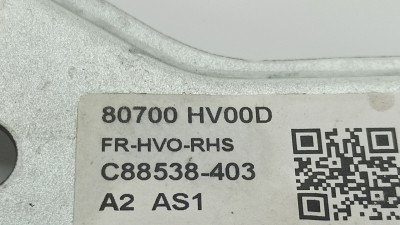 80700 HV00D
FR-HVO-RHS
C88538-403
A2 AS1